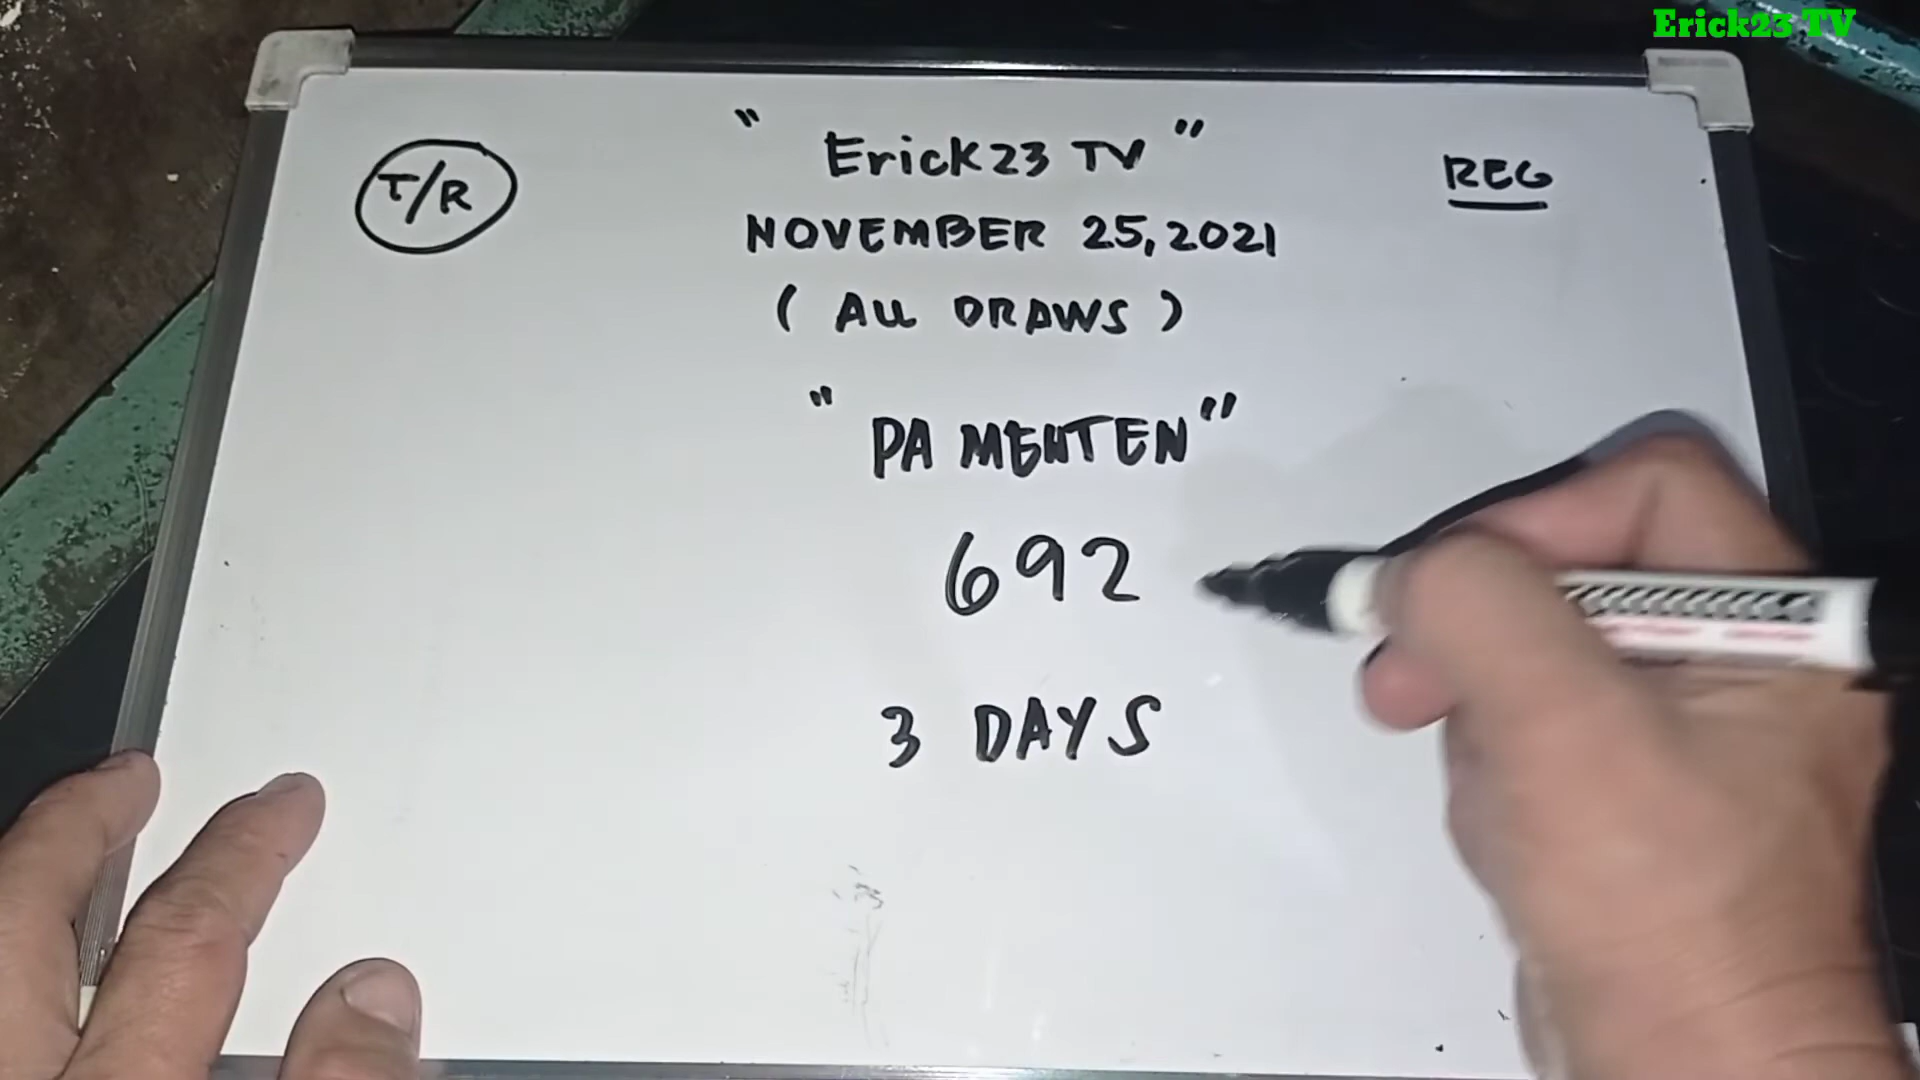 Erick23 TV
" Erick23 TV "
T/R
REG
NOVEMBER 25, 2021
( ALL DRAWS )
" PA MENTEN "
692
3 DAYS